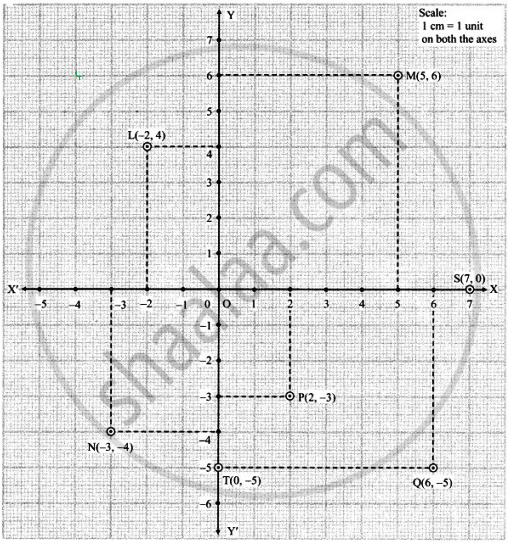 Y
Scale:
1 cm = 1 unit
on both the axes
7
6
M(5, 6)
5
L(−2, 4)
4
3
2
1
S(7, 0)
X′
X
−5 −4 −3 −2 −1 O 1 2 3 4 5 6 7
−1
−2
−3
P(2, −3)
−4
N(−3, −4)
−5
T(0, −5)
Q(6, −5)
−6
Y′
shaalaa.com